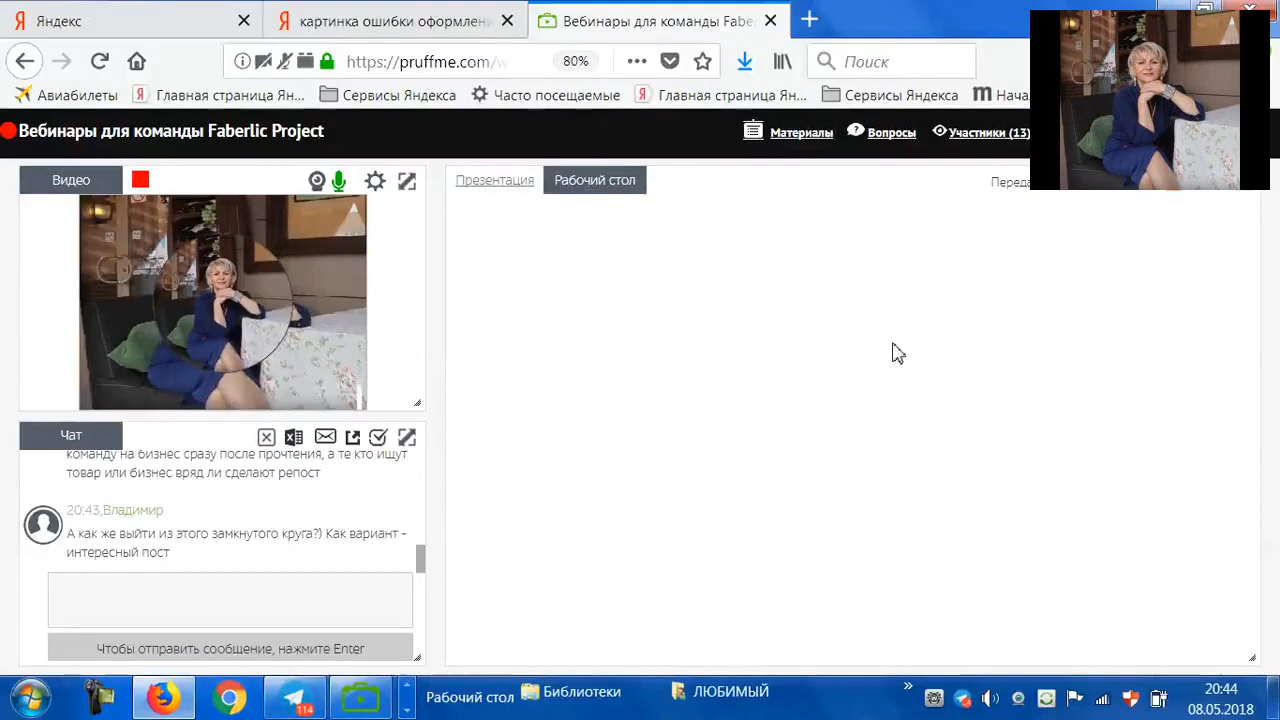 Яндекс
картинка ошибки оформлен
Вебинары для команды Faber
https://pruffme.com/w
80%
Поиск
Авиабилеты
Главная страница Ян...
Сервисы Яндекса
Часто посещаемые
Главная страница Ян...
Сервисы Яндекса
Нача
Вебинары для команды Faberlic Project
Материалы
Вопросы
Участники (13)
Видео
Презентация
Рабочий стол
Переда
Чат
команду на бизнес сразу после прочтения, а те кто ищут
товар или бизнес вряд ли сделают репост
20:43,Владимир
А как же выйти из этого замкнутого круга?) Как вариант -
интересный пост
Чтобы отправить сообщение, нажмите Enter
114
Рабочий стол
Библиотеки
ЛЮБИМЫЙ
»
20:44
08.05.2018